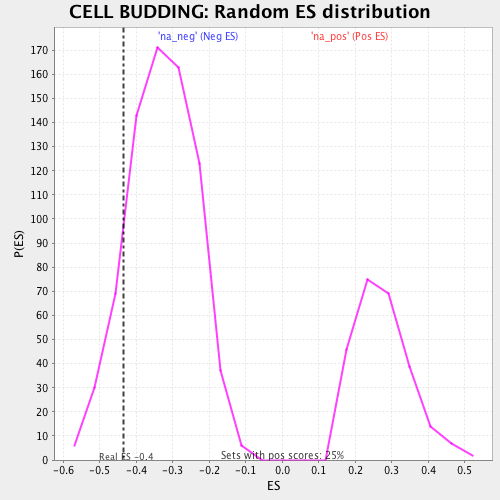 CELL BUDDING: Random ES distribution
'na_neg' (Neg ES) 'na_pos' (Pos ES)
170
160
150
140
130
120
110
100
90
80
70
60
50
40
30
20
10
0
P(ES)
Real ES -0.4
Sets with pos scores: 25%
-0.6 -0.5 -0.4 -0.3 -0.2 -0.1 0.0 0.1 0.2 0.3 0.4 0.5
ES